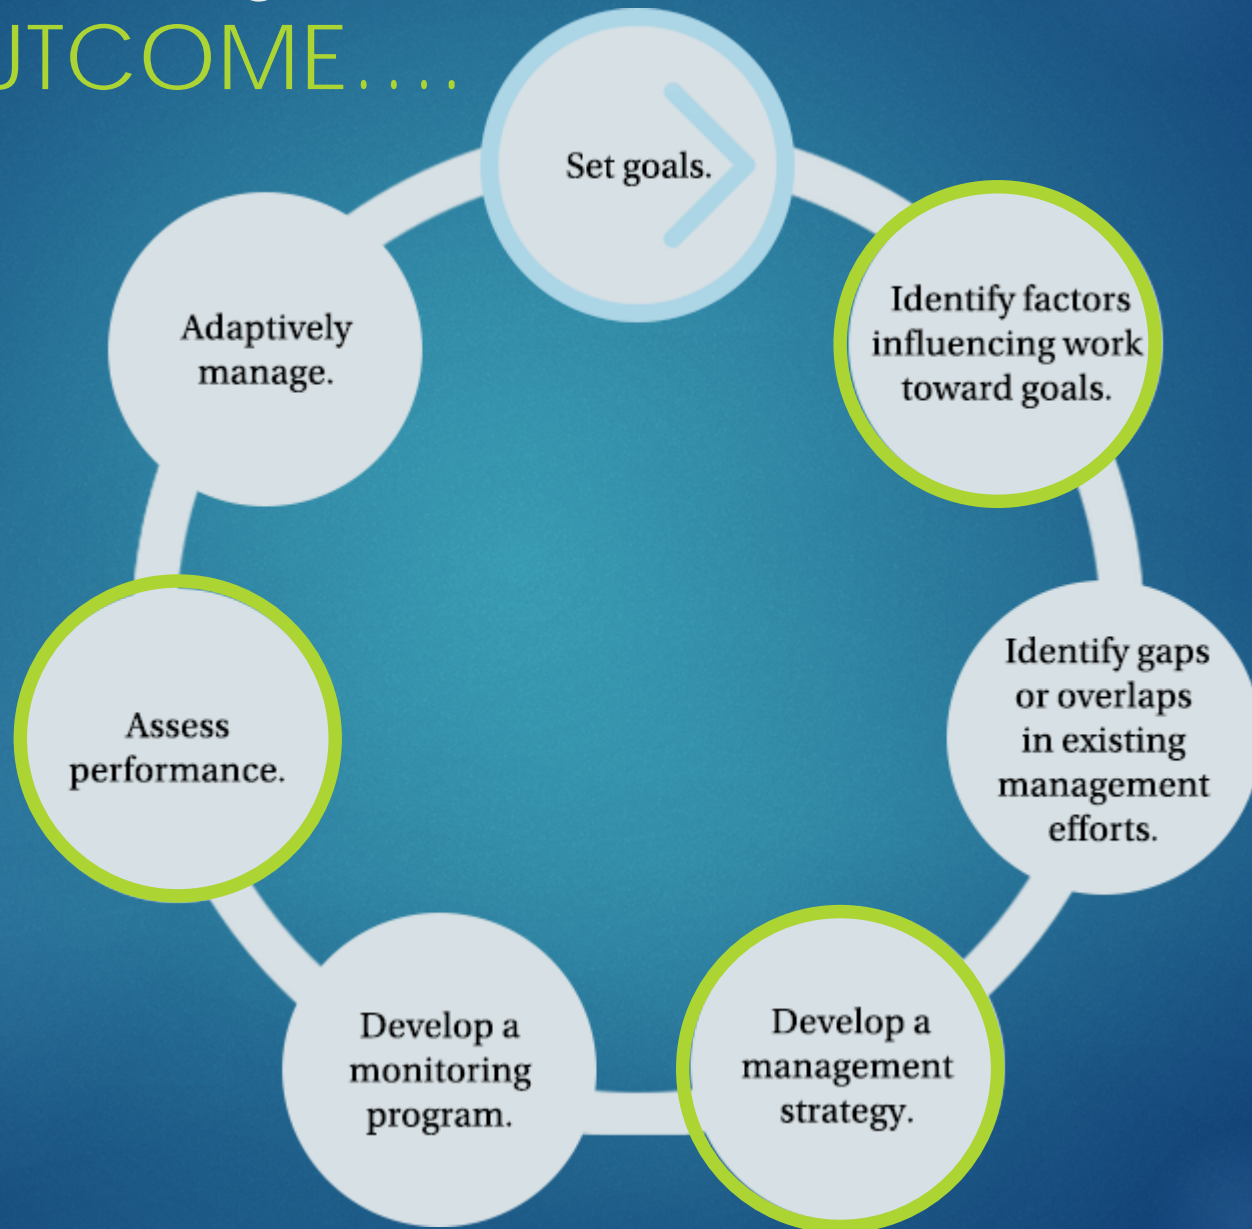 UTCOME....
Set goals.
Identify factors
influencing work
toward goals.
Identify gaps
or overlaps
in existing
management
efforts.
Develop a
management
strategy.
Develop a
monitoring
program.
Assess
performance.
Adaptively
manage.